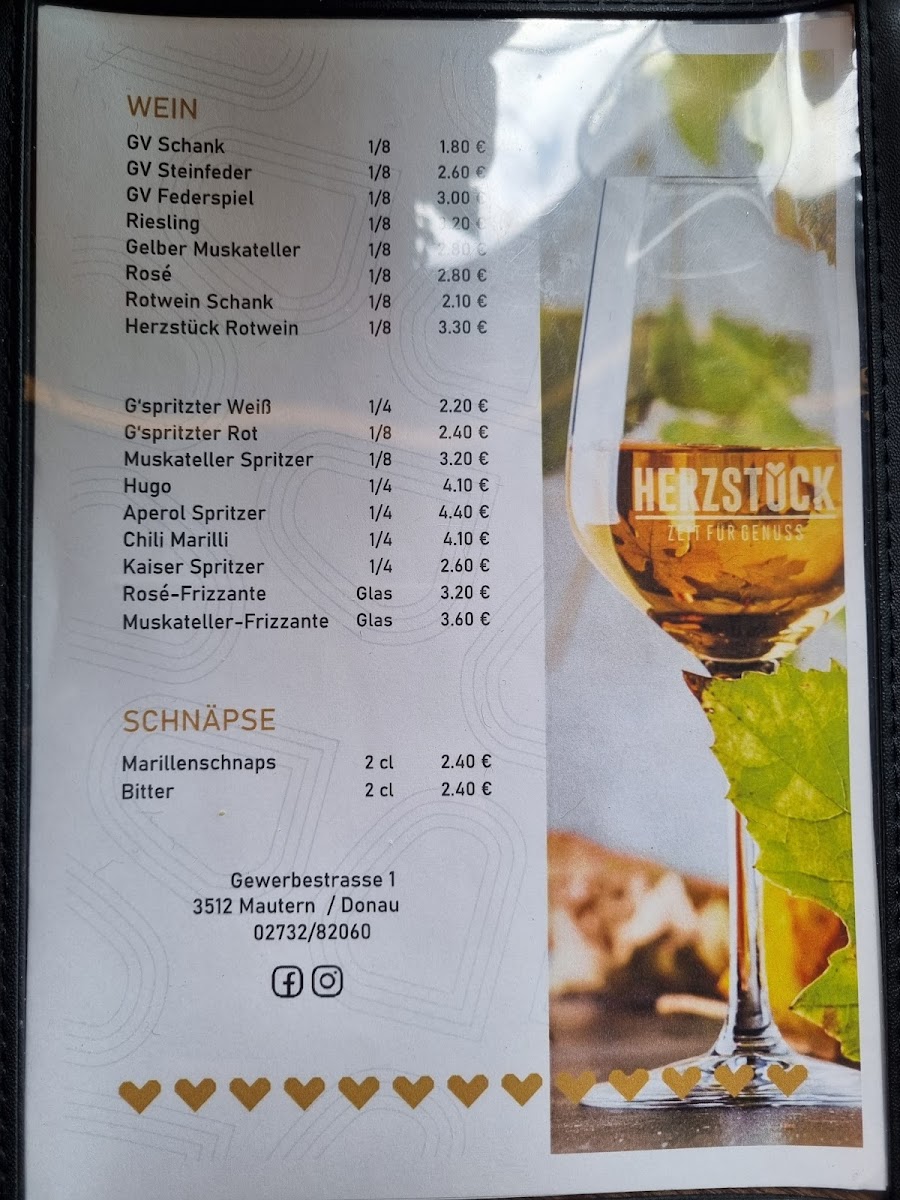 WEIN
GV Schank 1/8 1.80 €
GV Steinfeder 1/8 2.60 €
GV Federspiel 1/8 3.00 €
Riesling 1/8
Gelber Muskateller 1/8 2.80 €
Rosé 1/8 2.80 €
Rotwein Schank 1/8 2.10 €
Herzstück Rotwein 1/8 3.30 €
G'spritzter Weiß 1/4 2.20 €
G'spritzter Rot 1/8 2.40 €
Muskateller Spritzer 1/8 3.20 €
Hugo 1/4 4.10 €
Aperol Spritzer 1/4 4.40 €
Chili Marilli 1/4 4.10 €
Kaiser Spritzer 1/4 2.60 €
Rosé-Frizzante Glas 3.20 €
Muskateller-Frizzante Glas 3.60 €
SCHNÄPSE
Marillenschnaps 2 cl 2.40 €
Bitter 2 cl 2.40 €
Gewerbestrasse 1
3512 Mautern / Donau
02732/82060
HERZSTÜCK
ZEIT FÜR GENUSS